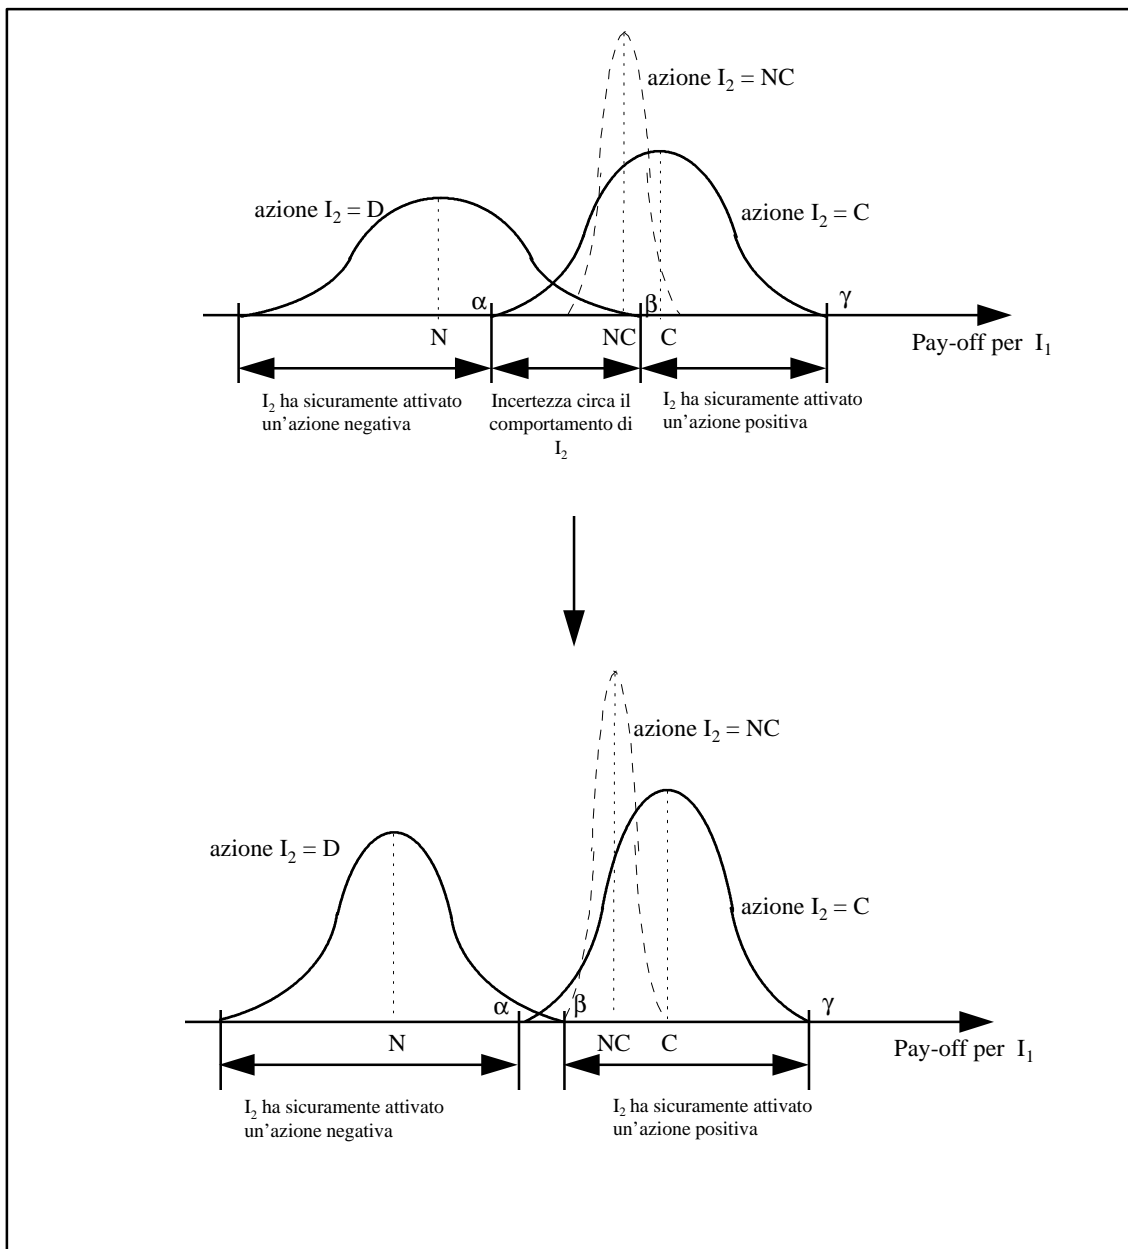 azione I₂ = NC
azione I₂ = D
azione I₂ = C
α
β
γ
N
NC
C
Pay-off per I₁
I₂ ha sicuramente attivato
un'azione negativa
Incertezza circa il
comportamento di
I₂
I₂ ha sicuramente attivato
un'azione positiva
azione I₂ = NC
azione I₂ = D
azione I₂ = C
α
β
γ
N
NC
C
Pay-off per I₁
I₂ ha sicuramente attivato
un'azione negativa
I₂ ha sicuramente attivato
un'azione positiva